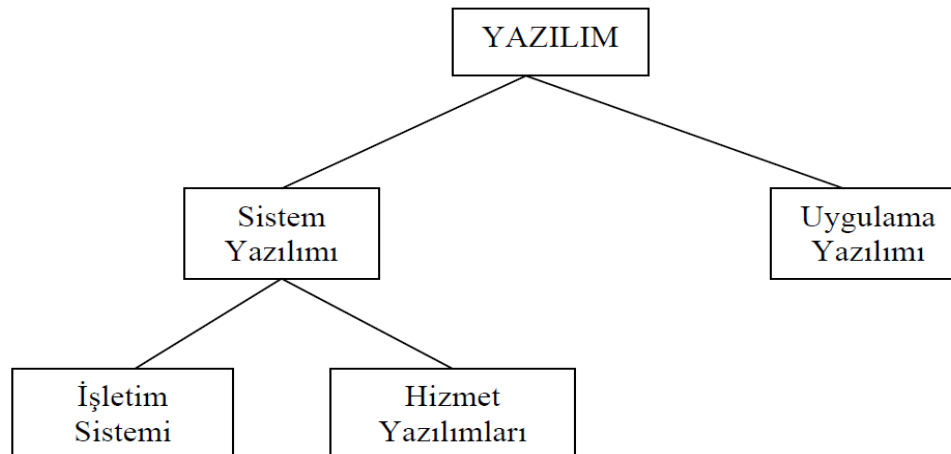 YAZILIM
Sistem
Yazılımı
Uygulama
Yazılımı
İşletim
Sistemi
Hizmet
Yazılımları